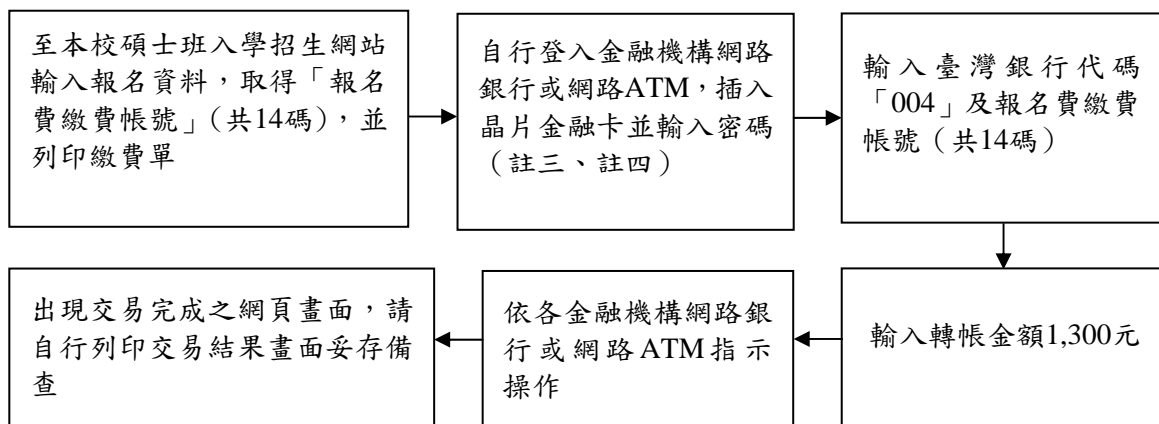 至本校碩士班入學招生網站
輸入報名資料，取得「報名
費繳費帳號」（共14碼），並
列印繳費單
自行登入金融機構網路
銀行或網路ATM，插入
晶片金融卡並輸入密碼
（註三、註四）
輸入臺灣銀行代碼
「004」及報名費繳費
帳號（共14碼）
輸入轉帳金額1,300元
依各金融機構網路銀
行或網路ATM指示
操作
出現交易完成之網頁畫面，請
自行列印交易結果畫面妥存備
查